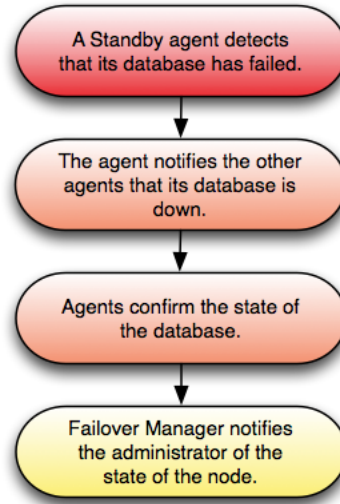 A Standby agent detects
that its database has failed.
The agent notifies the other
agents that its database is
down.
Agents confirm the state of
the database.
Failover Manager notifies
the administrator of the
state of the node.